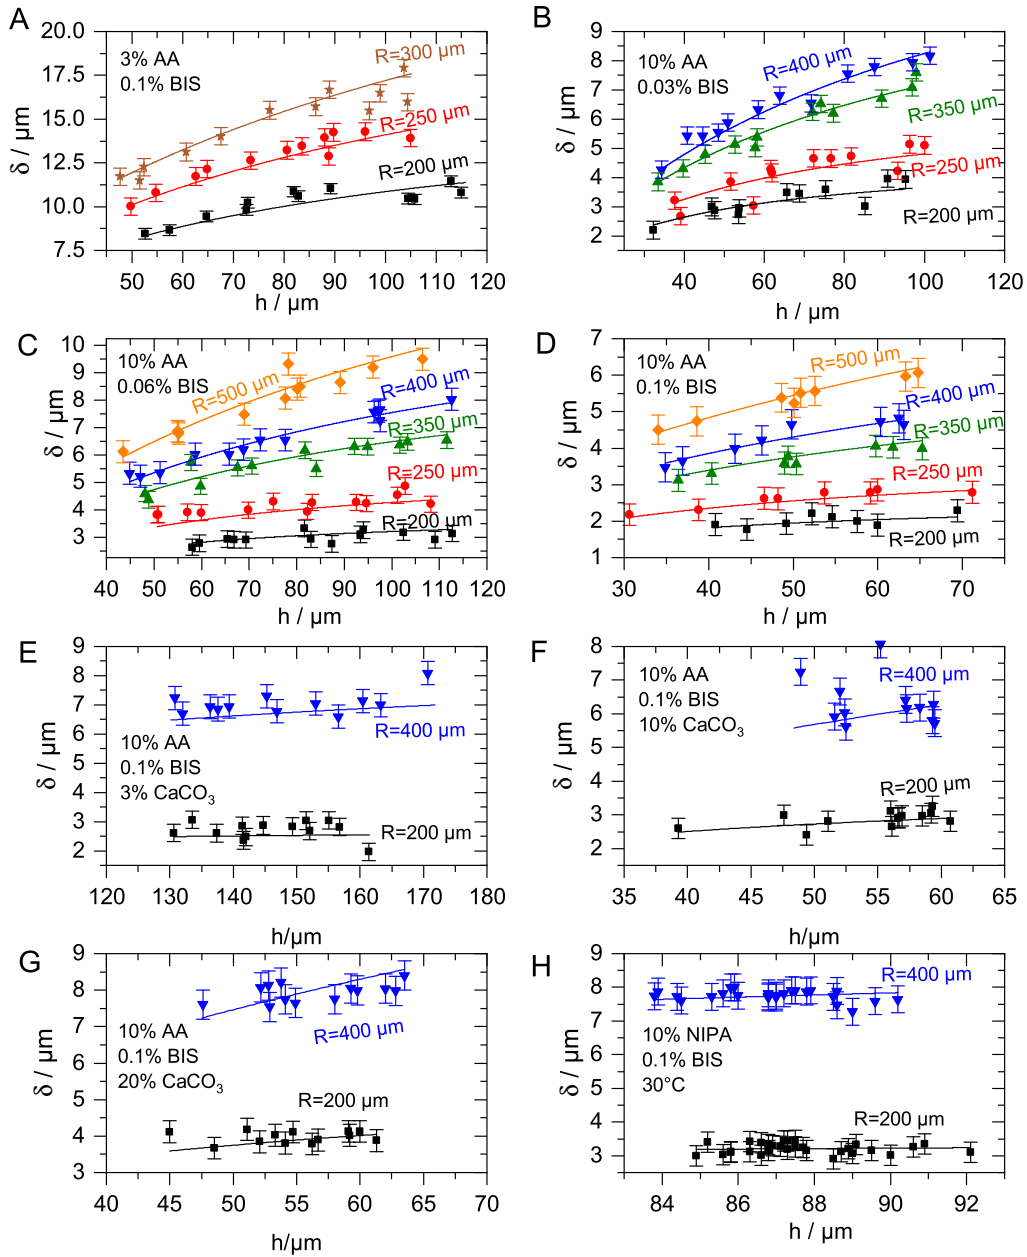 A
20.0
17.5
15.0
12.5
10.0
7.5
δ / µm
3% AA
0.1% BIS
R=300 µm
R=250 µm
R=200 µm
50 60 70 80 90 100 110 120
h / µm
B
9
8
7
6
5
4
3
2
δ / µm
10% AA
0.03% BIS
R=400 µm
R=350 µm
R=250 µm
R=200 µm
40 60 80 100 120
h / µm
C
10
9
8
7
6
5
4
3
δ / µm
10% AA
0.06% BIS
R=500 µm
R=400 µm
R=350 µm
R=250 µm
R=200 µm
40 50 60 70 80 90 100 110 120
h / µm
D
7
6
5
4
3
2
1
δ / µm
10% AA
0.1% BIS
R=500 µm
R=400 µm
R=350 µm
R=250 µm
R=200 µm
30 40 50 60 70
h / µm
E
9
8
7
6
5
4
3
2
δ / µm
10% AA
0.1% BIS
3% CaCO₃
R=400 µm
R=200 µm
120 130 140 150 160 170 180
h/µm
F
8
7
6
5
4
3
2
δ / µm
10% AA
0.1% BIS
10% CaCO₃
R=400 µm
R=200 µm
35 40 45 50 55 60 65
h/µm
G
9
8
7
6
5
4
3
δ / µm
10% AA
0.1% BIS
20% CaCO₃
R=400 µm
R=200 µm
40 45 50 55 60 65 70
h/µm
H
9
8
7
6
5
4
3
δ / µm
10% NIPA
0.1% BIS
30°C
R=400 µm
R=200 µm
84 86 88 90 92
h / µm